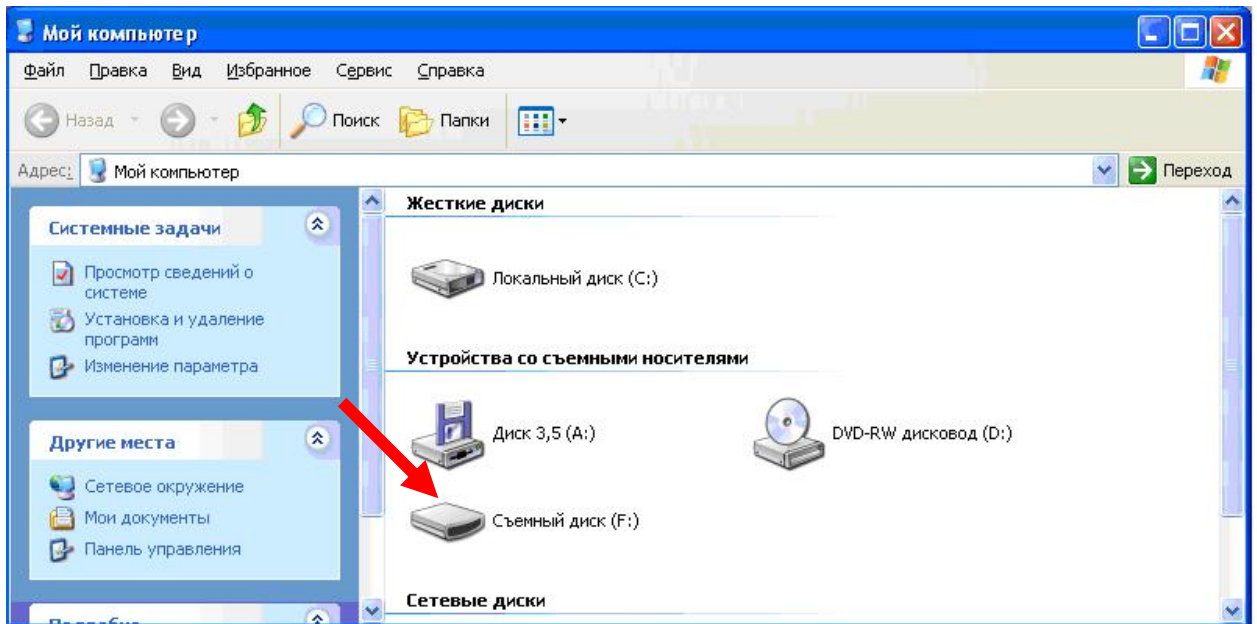 Мой компьютер
Файл Правка Вид Избранное Сервис Справка
Назад Поиск Папки
Адрес: Мой компьютер Переход
Системные задачи
Просмотр сведений о
системе
Установка и удаление
программ
Изменение параметра
Другие места
Сетевое окружение
Мои документы
Панель управления
Жесткие диски
Локальный диск (C:)
Устройства со съемными носителями
Диск 3,5 (A:) DVD-RW дисковод (D:)
Съемный диск (F:)
Сетевые диски